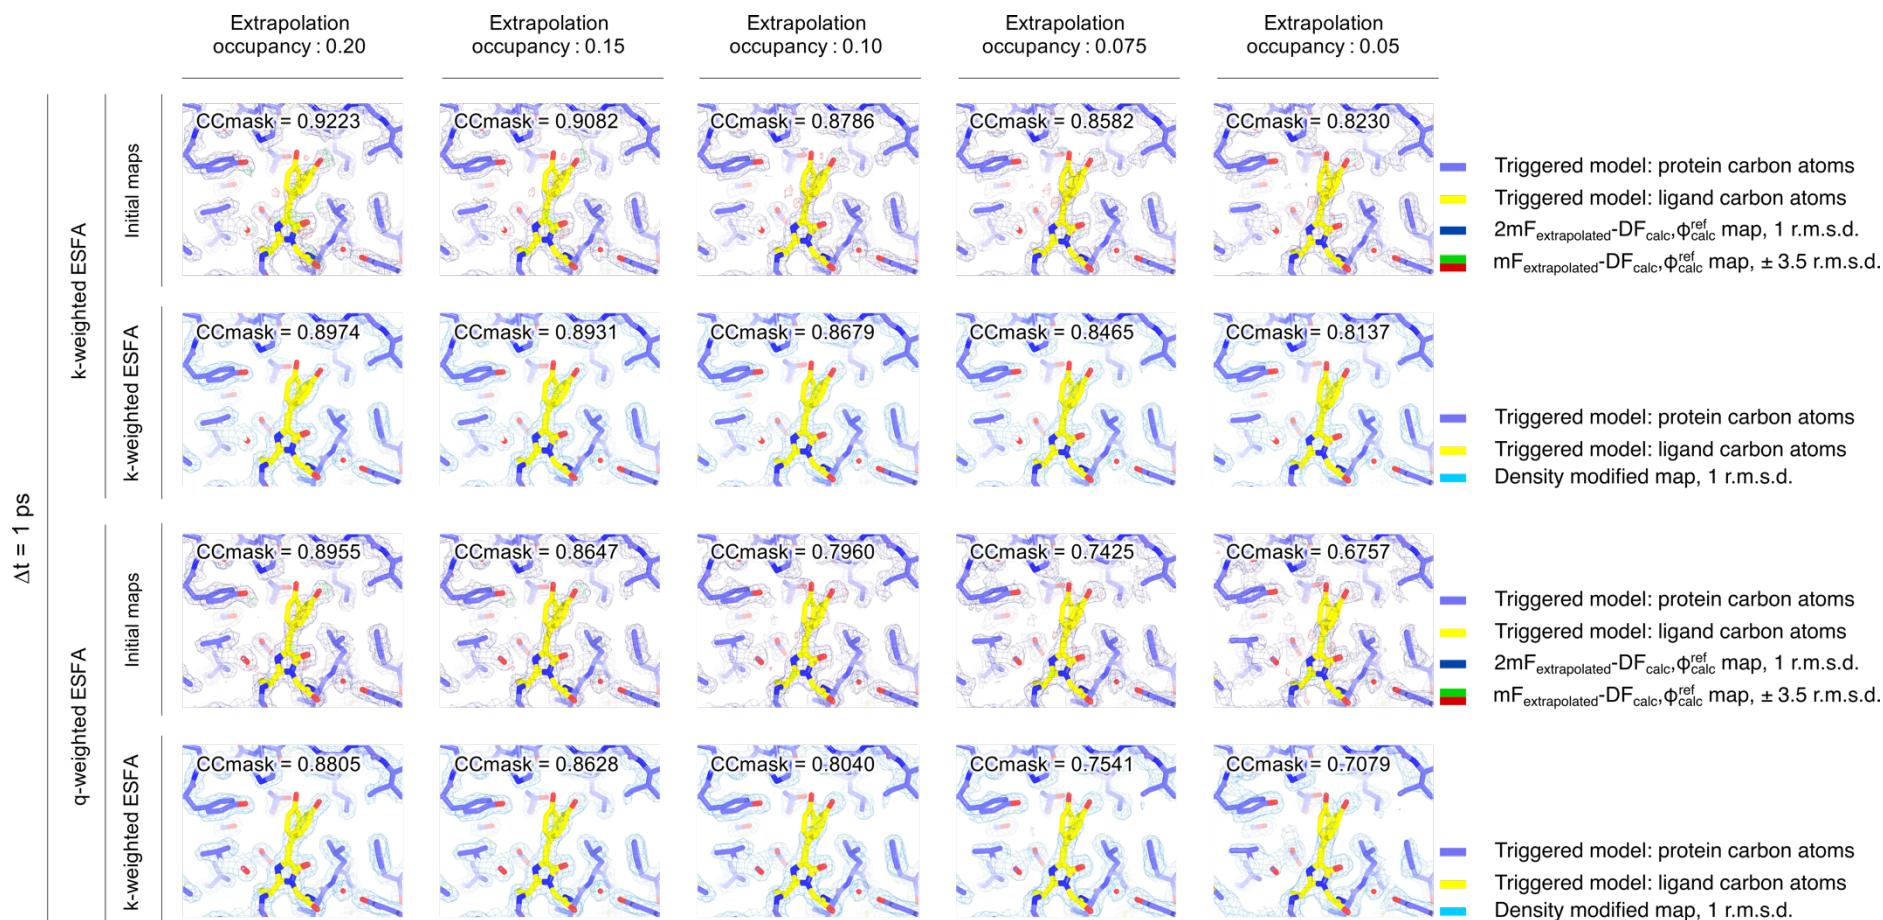 Extrapolation
occupancy : 0.20
Extrapolation
occupancy : 0.15
Extrapolation
occupancy : 0.10
Extrapolation
occupancy : 0.075
Extrapolation
occupancy : 0.05
Δt = 1 ps
k-weighted ESFA
Initial maps
CCmask = 0.9223
CCmask = 0.9082
CCmask = 0.8786
CCmask = 0.8582
CCmask = 0.8230
Triggered model: protein carbon atoms
Triggered model: ligand carbon atoms
2mFextrapolated-DFcalc,ϕcalc^ref map, 1 r.m.s.d.
mFextrapolated-DFcalc,ϕcalc^ref map, ± 3.5 r.m.s.d.
k-weighted ESFA
CCmask = 0.8974
CCmask = 0.8931
CCmask = 0.8679
CCmask = 0.8465
CCmask = 0.8137
Triggered model: protein carbon atoms
Triggered model: ligand carbon atoms
Density modified map, 1 r.m.s.d.
q-weighted ESFA
Initial maps
CCmask = 0.8955
CCmask = 0.8647
CCmask = 0.7960
CCmask = 0.7425
CCmask = 0.6757
Triggered model: protein carbon atoms
Triggered model: ligand carbon atoms
2mFextrapolated-DFcalc,ϕcalc^ref map, 1 r.m.s.d.
mFextrapolated-DFcalc,ϕcalc^ref map, ± 3.5 r.m.s.d.
k-weighted ESFA
CCmask = 0.8805
CCmask = 0.8628
CCmask = 0.8040
CCmask = 0.7541
CCmask = 0.7079
Triggered model: protein carbon atoms
Triggered model: ligand carbon atoms
Density modified map, 1 r.m.s.d.